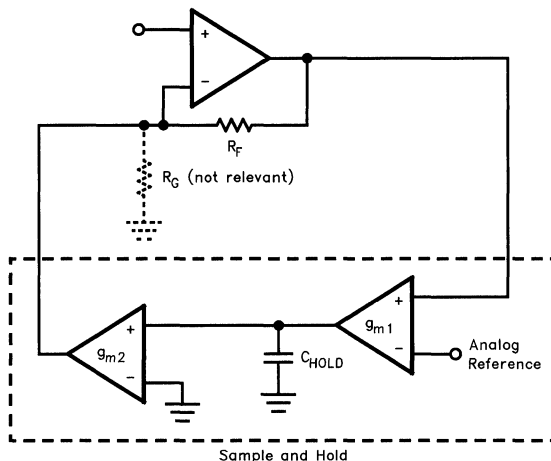 +
−
R_F
R_G (not relevant)
+
g_m1
−
Analog
Reference
+
g_m2
−
C_HOLD
Sample and Hold